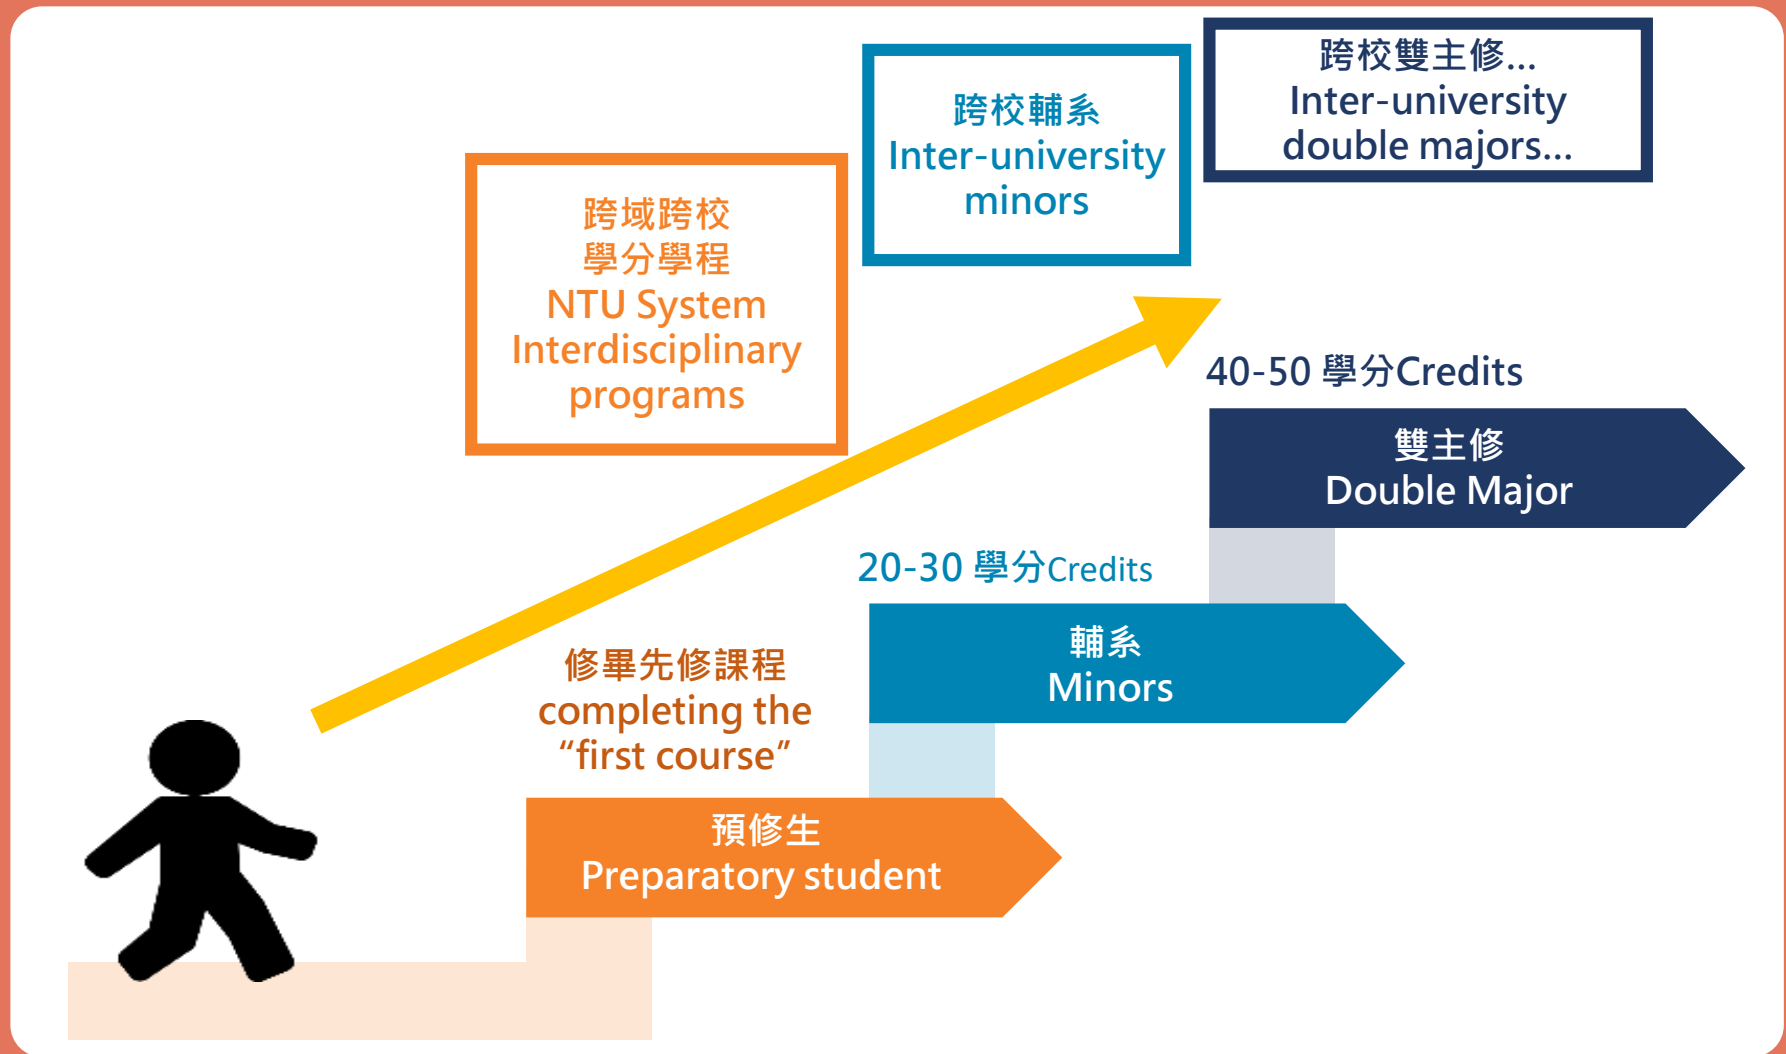 跨域跨校
學分學程
NTU System
Interdisciplinary
programs
跨校輔系
Inter-university
minors
跨校雙主修...
Inter-university
double majors...
修畢先修課程
completing the
“first course”
預修生
Preparatory student
20-30 學分Credits
輔系
Minors
40-50 學分Credits
雙主修
Double Major